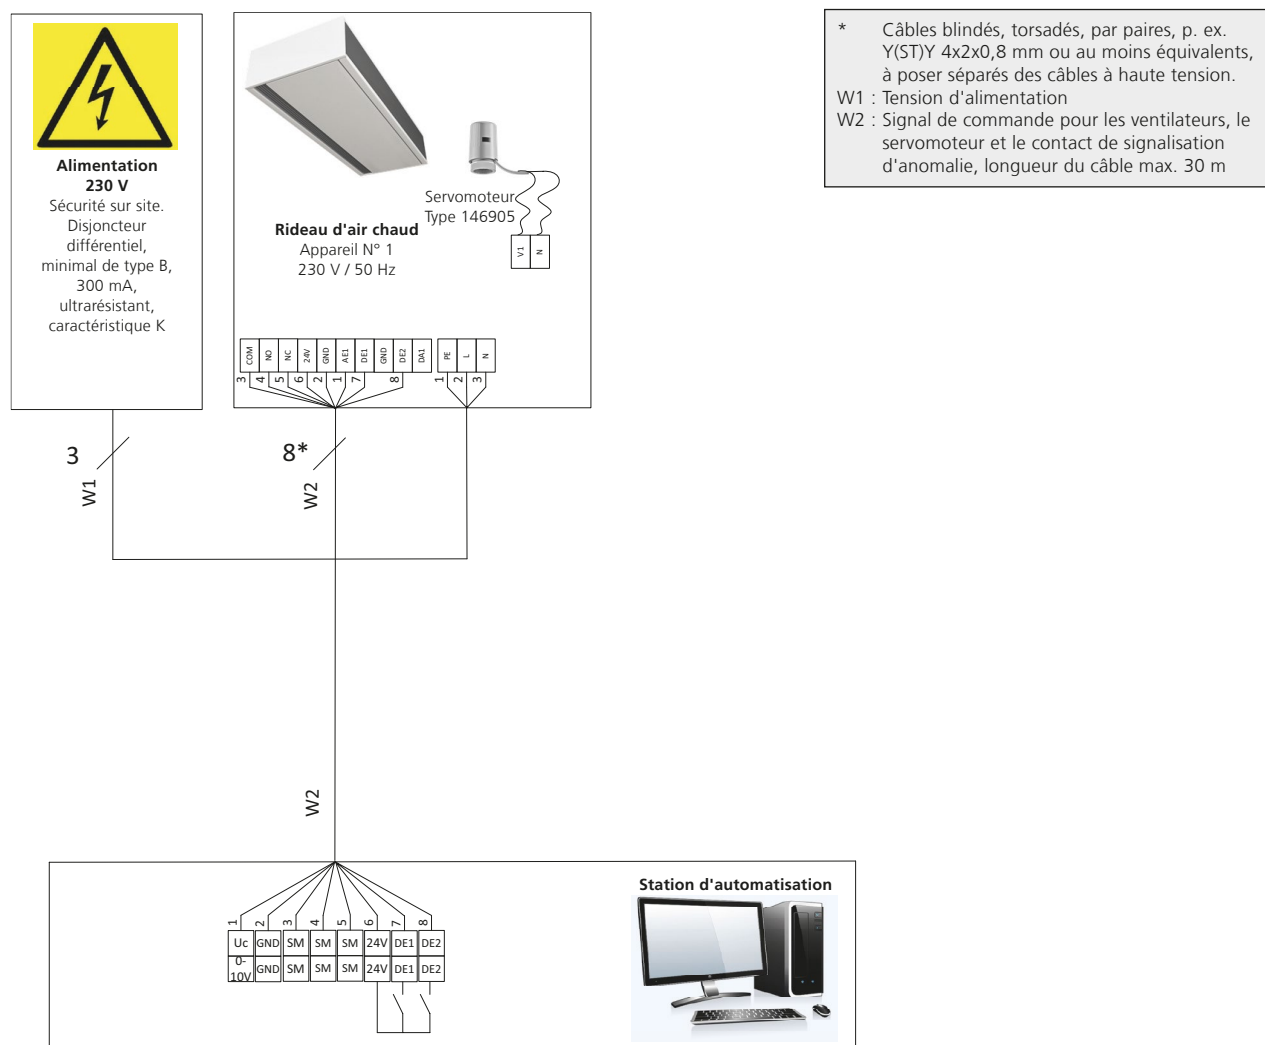 Alimentation
230 V
Sécurité sur site.
Disjoncteur
différentiel,
minimal de type B,
300 mA,
ultrarésistant,
caractéristique K
Servomoteur
Type 146905
Rideau d'air chaud
Appareil N° 1
230 V / 50 Hz
V1 N
COM NO NC 24V GND AE1 DE1 GND DE2 DA1
3 4 5 6 2 1 7 8
PE L N
1 2 3
* Câbles blindés, torsadés, par paires, p. ex.
Y(ST)Y 4x2x0,8 mm ou au moins équivalents,
à poser séparés des câbles à haute tension.
W1 : Tension d'alimentation
W2 : Signal de commande pour les ventilateurs, le
servomoteur et le contact de signalisation
d'anomalie, longueur du câble max. 30 m
3
W1
8*
W2
W2
Station d'automatisation
1 2 3 4 5 6 7 8
Uc GND SM SM SM 24V DE1 DE2
0-
10V GND SM SM SM 24V DE1 DE2